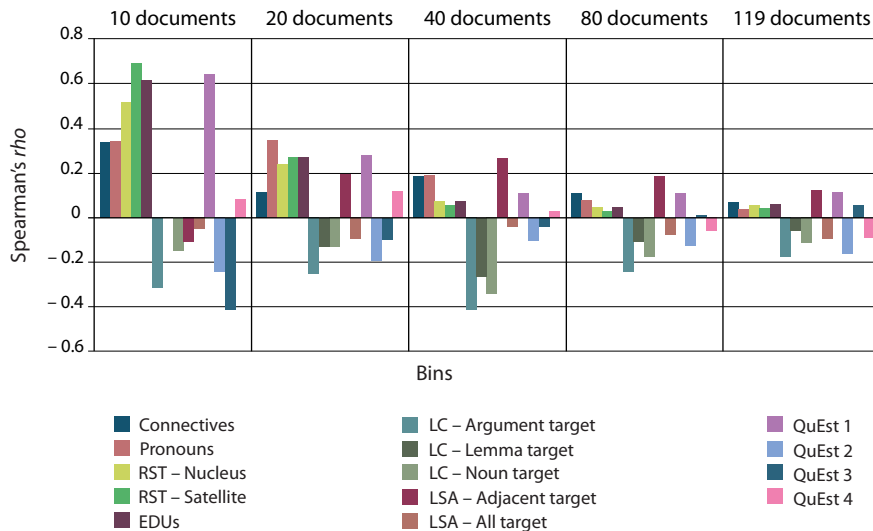 10 documents 20 documents 40 documents 80 documents 119 documents
0.8
0.6
0.4
0.2
0
– 0.2
– 0.4
– 0.6
Spearman's rho
Bins
Connectives
Pronouns
RST – Nucleus
RST – Satellite
EDUs
LC – Argument target
LC – Lemma target
LC – Noun target
LSA – Adjacent target
LSA – All target
QuEst 1
QuEst 2
QuEst 3
QuEst 4